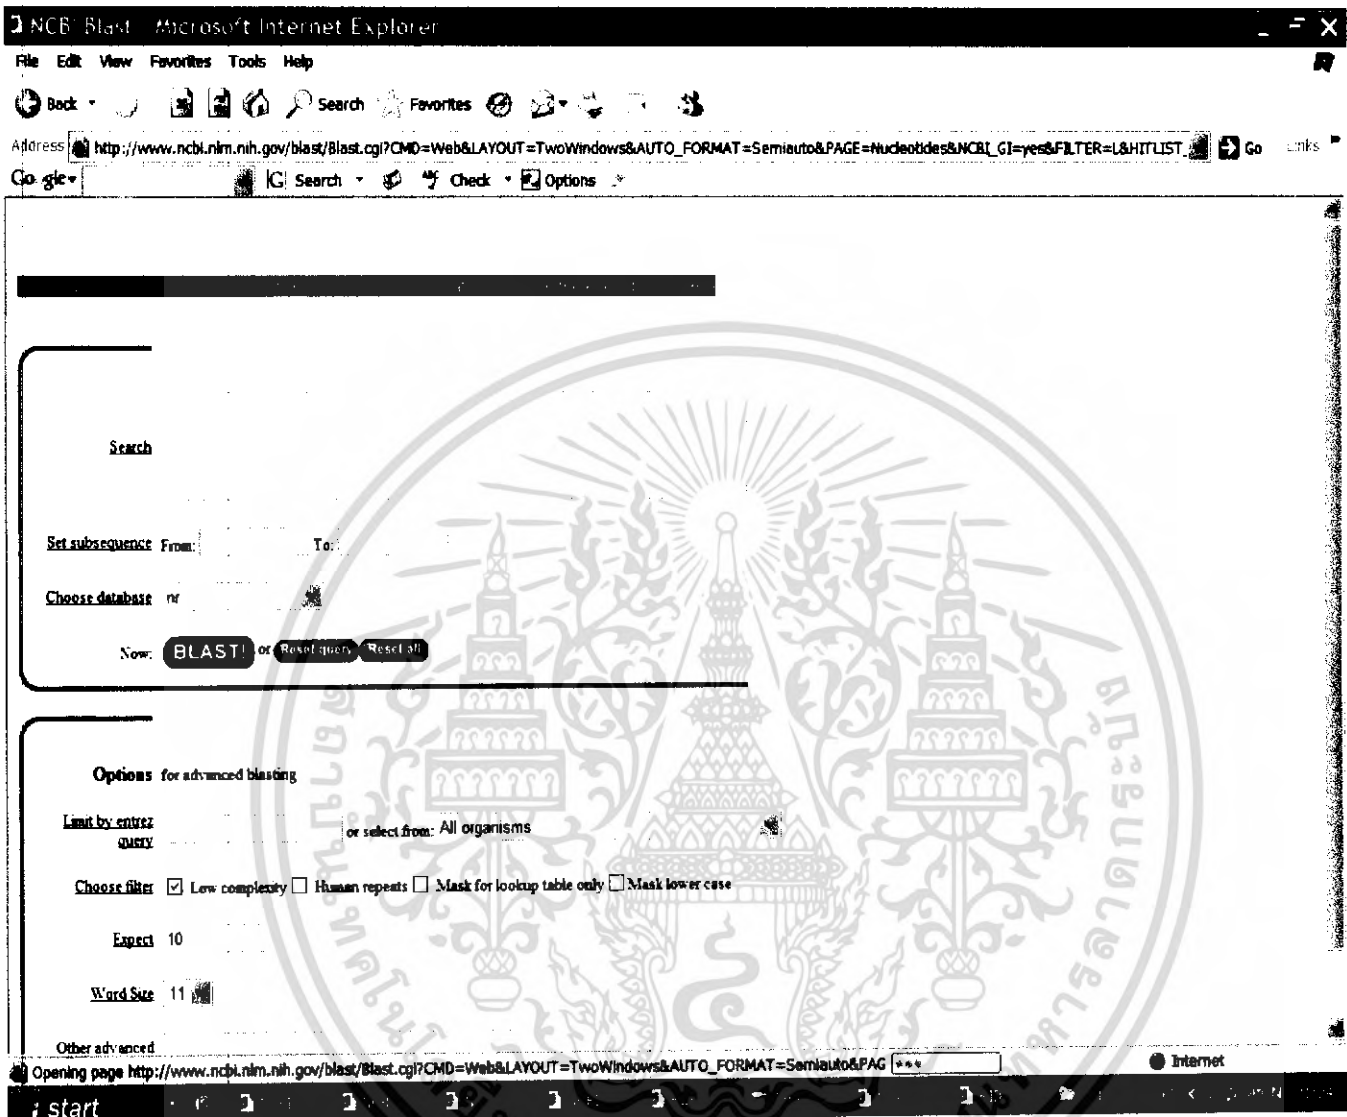 NCBI Blast Microsoft Internet Explorer
File Edit View Favorites Tools Help
Back Search Favorites
Address http://www.ncbi.nlm.nih.gov/blast/Blast.cgi?CMD=Web&LAYOUT=TwoWindows&AUTO_FORMAT=Semiauto&PAGE=Nucleotides&NCBI_GI=yes&FILTER=L&HITLIST_ Go Links
Google G Search Check Options
Search
Set subsequence From: To:
Choose database nr
Now: BLAST! or Reset query Reset all
Options for advanced blasting
Limit by entrez
query or select from: All organisms
Choose filter Low complexity Human repeats Mask for lookup table only Mask lower case
Expect 10
Word Size 11
Other advanced
Opening page http://www.ncbi.nlm.nih.gov/blast/Blast.cgi?CMD=Web&LAYOUT=TwoWindows&AUTO_FORMAT=Semiauto&PAG *** Internet
start